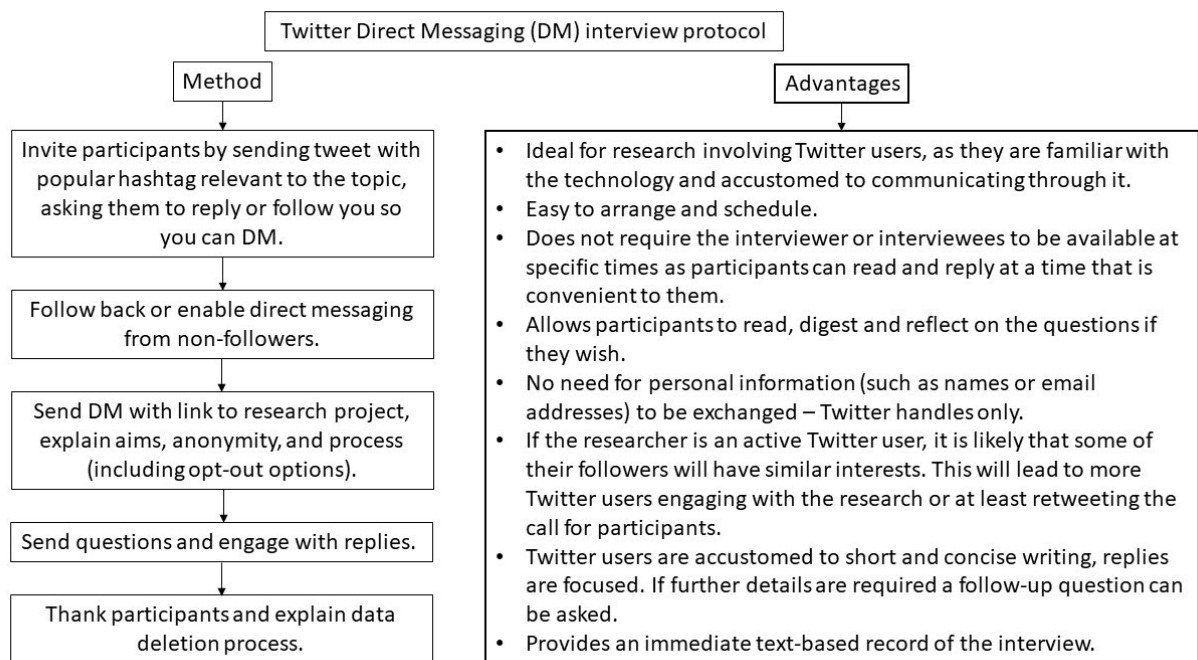 Twitter Direct Messaging (DM) interview protocol
Method
Invite participants by sending tweet with
popular hashtag relevant to the topic,
asking them to reply or follow you so
you can DM.
Follow back or enable direct messaging
from non-followers.
Send DM with link to research project,
explain aims, anonymity, and process
(including opt-out options).
Send questions and engage with replies.
Thank participants and explain data
deletion process.
Advantages
• Ideal for research involving Twitter users, as they are familiar with
the technology and accustomed to communicating through it.
• Easy to arrange and schedule.
• Does not require the interviewer or interviewees to be available at
specific times as participants can read and reply at a time that is
convenient to them.
• Allows participants to read, digest and reflect on the questions if
they wish.
• No need for personal information (such as names or email
addresses) to be exchanged – Twitter handles only.
• If the researcher is an active Twitter user, it is likely that some of
their followers will have similar interests. This will lead to more
Twitter users engaging with the research or at least retweeting the
call for participants.
• Twitter users are accustomed to short and concise writing, replies
are focused. If further details are required a follow-up question can
be asked.
• Provides an immediate text-based record of the interview.